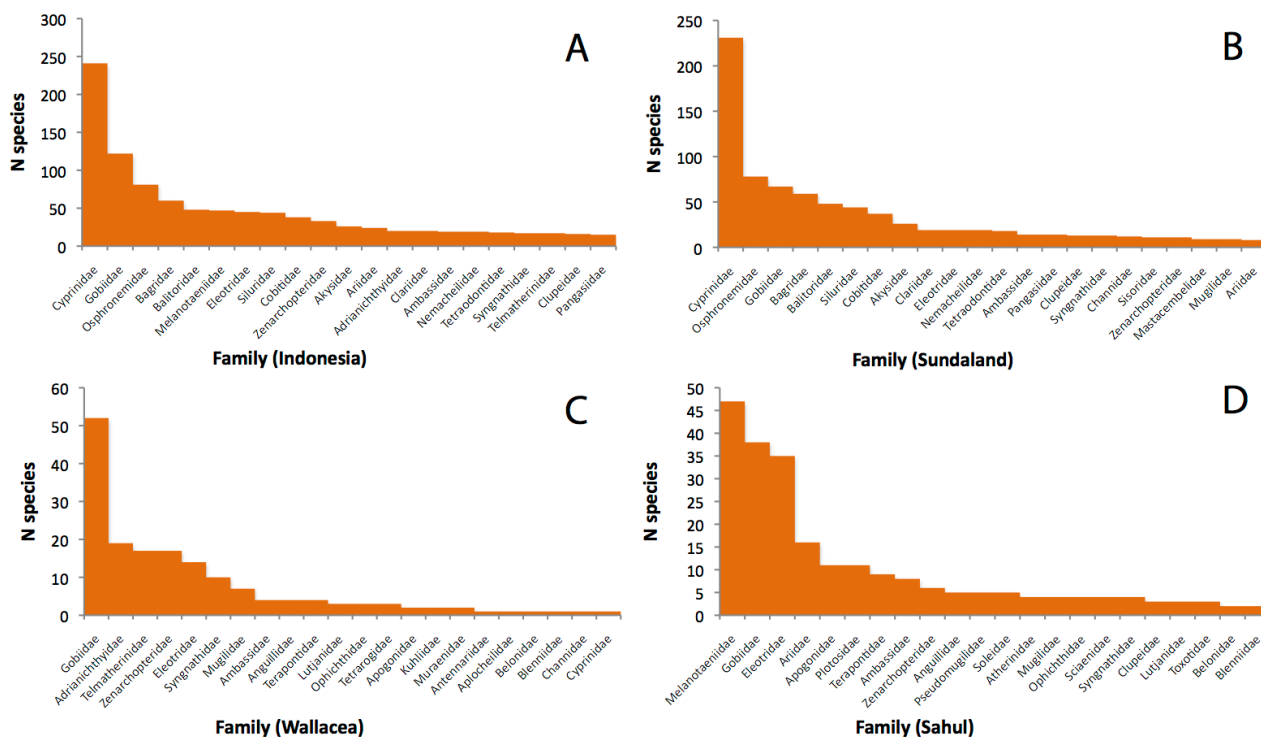 A
N species
300
250
200
150
100
50
0
Cyprinidae
Gobiidae
Osphronemidae
Bagridae
Balitoridae
Melanotaeniidae
Eleotridae
Siluridae
Cobitidae
Zenarchopteridae
Akysidae
Ariidae
Adrianichthyidae
Clariidae
Ambassidae
Nemacheilidae
Tetraodontidae
Syngnathidae
Telmatherinidae
Clupeidae
Pangasiidae
Family (Indonesia)
B
N species
250
200
150
100
50
0
Cyprinidae
Osphronemidae
Gobiidae
Bagridae
Balitoridae
Siluridae
Cobitidae
Akysidae
Clariidae
Eleotridae
Nemacheilidae
Tetraodontidae
Ambassidae
Pangasiidae
Clupeidae
Syngnathidae
Channidae
Sisoridae
Zenarchopteridae
Mastacembelidae
Mugilidae
Ariidae
Family (Sundaland)
C
N species
60
50
40
30
20
10
0
Gobiidae
Adrianichthyidae
Telmatherinidae
Zenarchopteridae
Eleotridae
Syngnathidae
Mugilidae
Ambassidae
Anguillidae
Terapontidae
Lutjanidae
Ophichthidae
Tetrarogidae
Apogonidae
Kuhliidae
Muraenidae
Antennariidae
Aplocheilidae
Belonidae
Blenniidae
Channidae
Cyprinidae
Family (Wallacea)
D
N species
50
45
40
35
30
25
20
15
10
5
0
Melanotaeniidae
Gobiidae
Eleotridae
Ariidae
Apogonidae
Plotosidae
Terapontidae
Ambassidae
Zenarchopteridae
Anguillidae
Pseudomugilidae
Soleidae
Atherinidae
Mugilidae
Ophichthidae
Sciaenidae
Syngnathidae
Clupeidae
Lutjanidae
Toxotidae
Belonidae
Blenniidae
Family (Sahul)